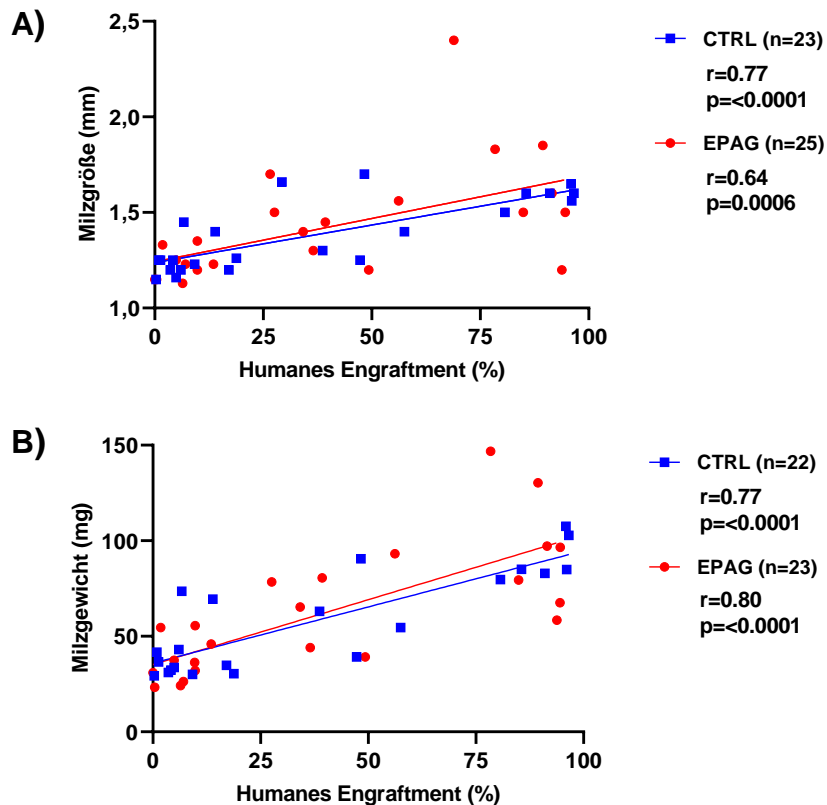 A)
Milzgröße (mm)
2,5
2,0
1,5
1,0
0
25
50
75
100
Humanes Engraftment (%)
CTRL (n=23)
r=0.77
p=<0.0001
EPAG (n=25)
r=0.64
p=0.0006
B)
Milzgewicht (mg)
150
100
50
0
0
25
50
75
100
Humanes Engraftment (%)
CTRL (n=22)
r=0.77
p=<0.0001
EPAG (n=23)
r=0.80
p=<0.0001